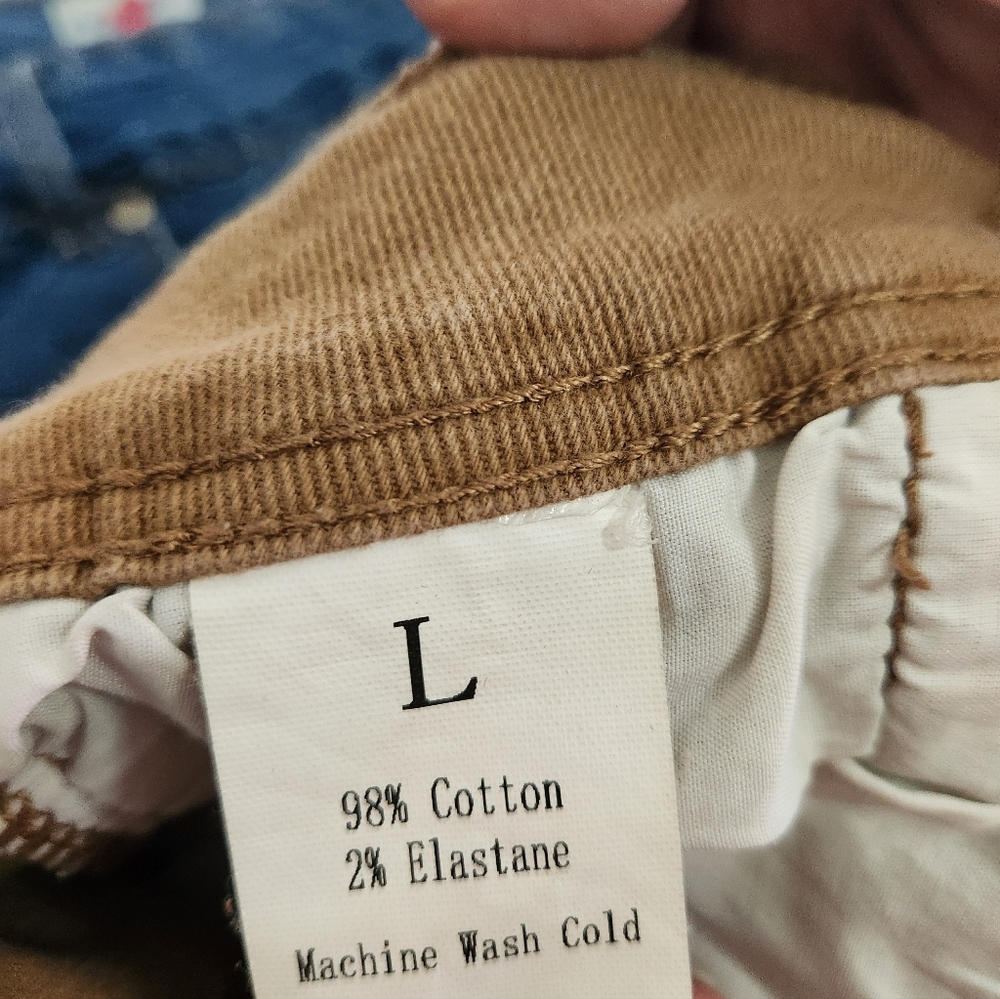 L
98% Cotton
2% Elastane
Machine Wash Cold